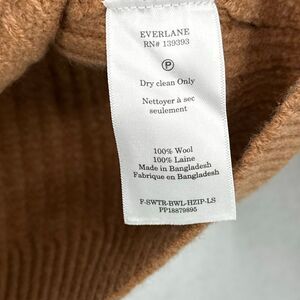 EVERLANE
RN# 139393
P
Dry clean Only
Nettoyer à sec
seulement
100% Wool
100% Laine
Made in Bangladesh
Fabrique en Bangladesh
F-SWTR-BWL-HZIP-LS
PP18879895